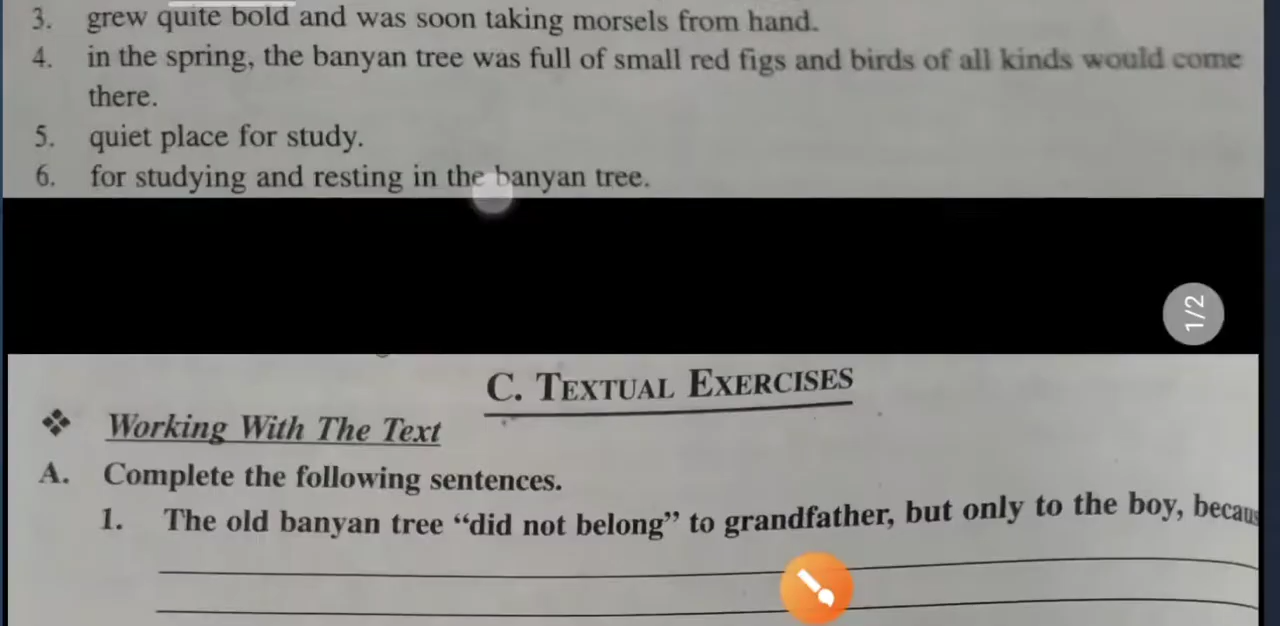 3. grew quite bold and was soon taking morsels from hand.
4. in the spring, the banyan tree was full of small red figs and birds of all kinds would come
there.
5. quiet place for study.
6. for studying and resting in the banyan tree.
1/2
C. TEXTUAL EXERCISES
❖ Working With The Text
A. Complete the following sentences.
1. The old banyan tree “did not belong” to grandfather, but only to the boy, becaus